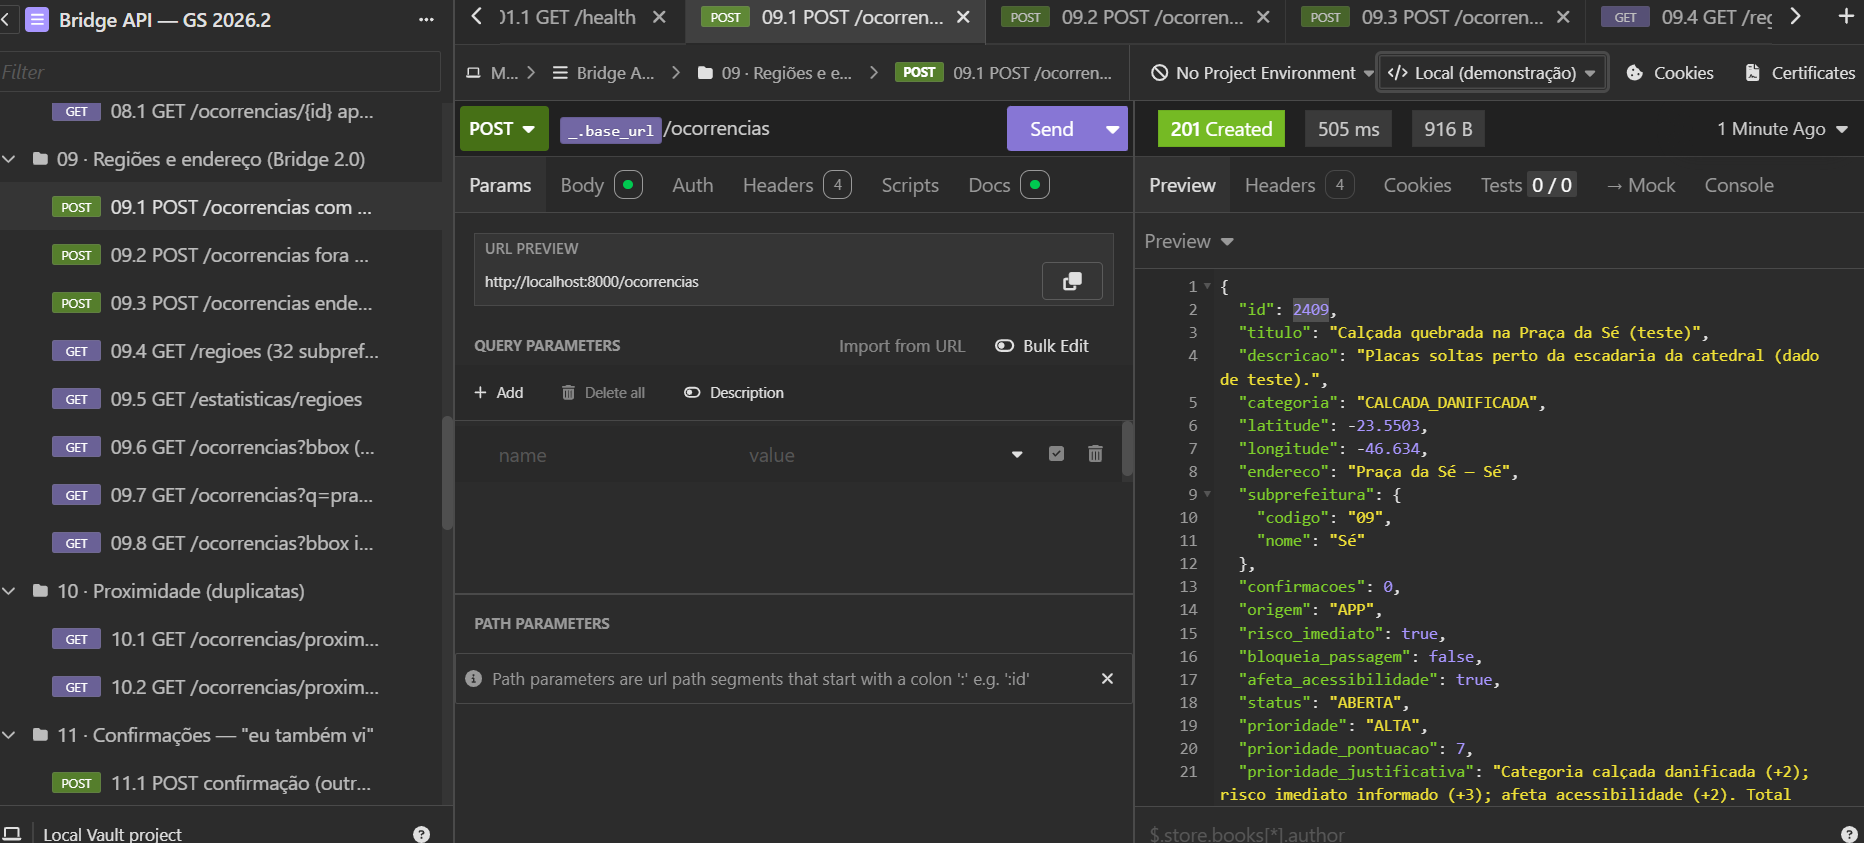 Bridge API — GS 2026.2
Filter
GET 08.1 GET /ocorrencias/{id} ap...
09 · Regiões e endereço (Bridge 2.0)
POST 09.1 POST /ocorrencias com ...
POST 09.2 POST /ocorrencias fora ...
POST 09.3 POST /ocorrencias ende...
GET 09.4 GET /regioes (32 subpref...
GET 09.5 GET /estatisticas/regioes
GET 09.6 GET /ocorrencias?bbox (...
GET 09.7 GET /ocorrencias?q=pra...
GET 09.8 GET /ocorrencias?bbox i...
10 · Proximidade (duplicatas)
GET 10.1 GET /ocorrencias/proxim...
GET 10.2 GET /ocorrencias/proxim...
11 · Confirmações — "eu também vi"
POST 11.1 POST confirmação (outr...
Local Vault project
01.1 GET /health
POST 09.1 POST /ocorren...
POST 09.2 POST /ocorren...
POST 09.3 POST /ocorren...
GET 09.4 GET /reg
M... Bridge A... 09 · Regiões e e... POST 09.1 POST /ocorren...
No Project Environment
</> Local (demonstração)
Cookies
Certificates
POST _.base_url /ocorrencias
Send
Params Body Auth Headers 4 Scripts Docs
URL PREVIEW
http://localhost:8000/ocorrencias
QUERY PARAMETERS Import from URL Bulk Edit
+ Add Delete all Description
name value
PATH PARAMETERS
Path parameters are url path segments that start with a colon ':' e.g. ':id'
201 Created 505 ms 916 B 1 Minute Ago
Preview Headers 4 Cookies Tests 0 / 0 → Mock Console
Preview
1 {
2 "id": 2409,
3 "titulo": "Calçada quebrada na Praça da Sé (teste)",
4 "descricao": "Placas soltas perto da escadaria da catedral (dado
de teste).",
5 "categoria": "CALCADA_DANIFICADA",
6 "latitude": -23.5503,
7 "longitude": -46.634,
8 "endereco": "Praça da Sé — Sé",
9 "subprefeitura": {
10 "codigo": "09",
11 "nome": "Sé"
12 },
13 "confirmacoes": 0,
14 "origem": "APP",
15 "risco_imediato": true,
16 "bloqueia_passagem": false,
17 "afeta_acessibilidade": true,
18 "status": "ABERTA",
19 "prioridade": "ALTA",
20 "prioridade_pontuacao": 7,
21 "prioridade_justificativa": "Categoria calçada danificada (+2);
risco imediato informado (+3); afeta acessibilidade (+2). Total
$.store.books[*].author